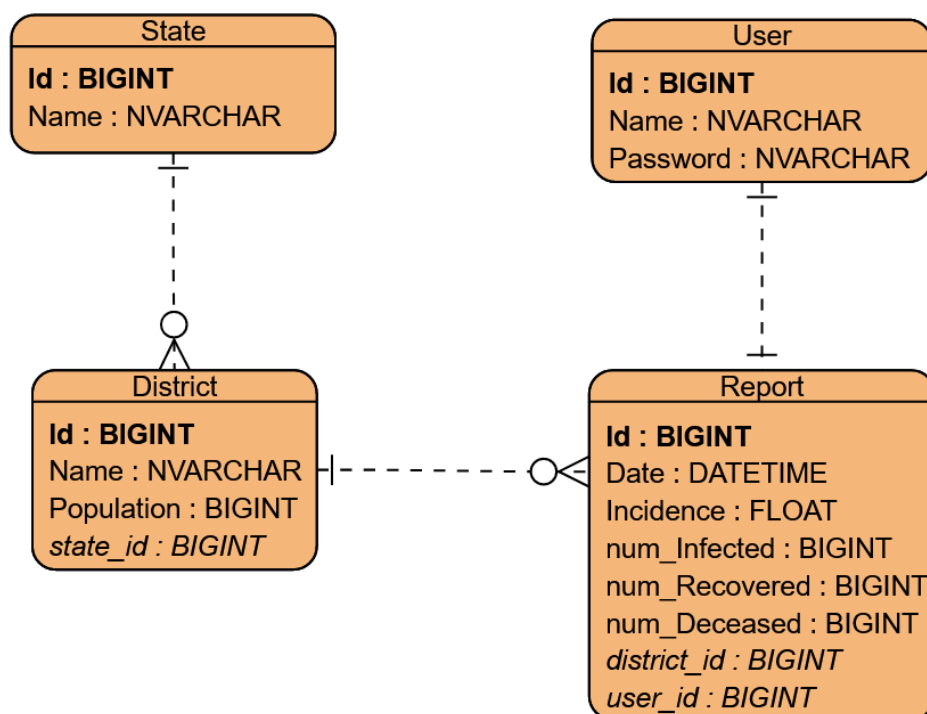 State
Id : BIGINT
Name : NVARCHAR
User
Id : BIGINT
Name : NVARCHAR
Password : NVARCHAR
District
Id : BIGINT
Name : NVARCHAR
Population : BIGINT
state_id : BIGINT
Report
Id : BIGINT
Date : DATETIME
Incidence : FLOAT
num_Infected : BIGINT
num_Recovered : BIGINT
num_Deceased : BIGINT
district_id : BIGINT
user_id : BIGINT